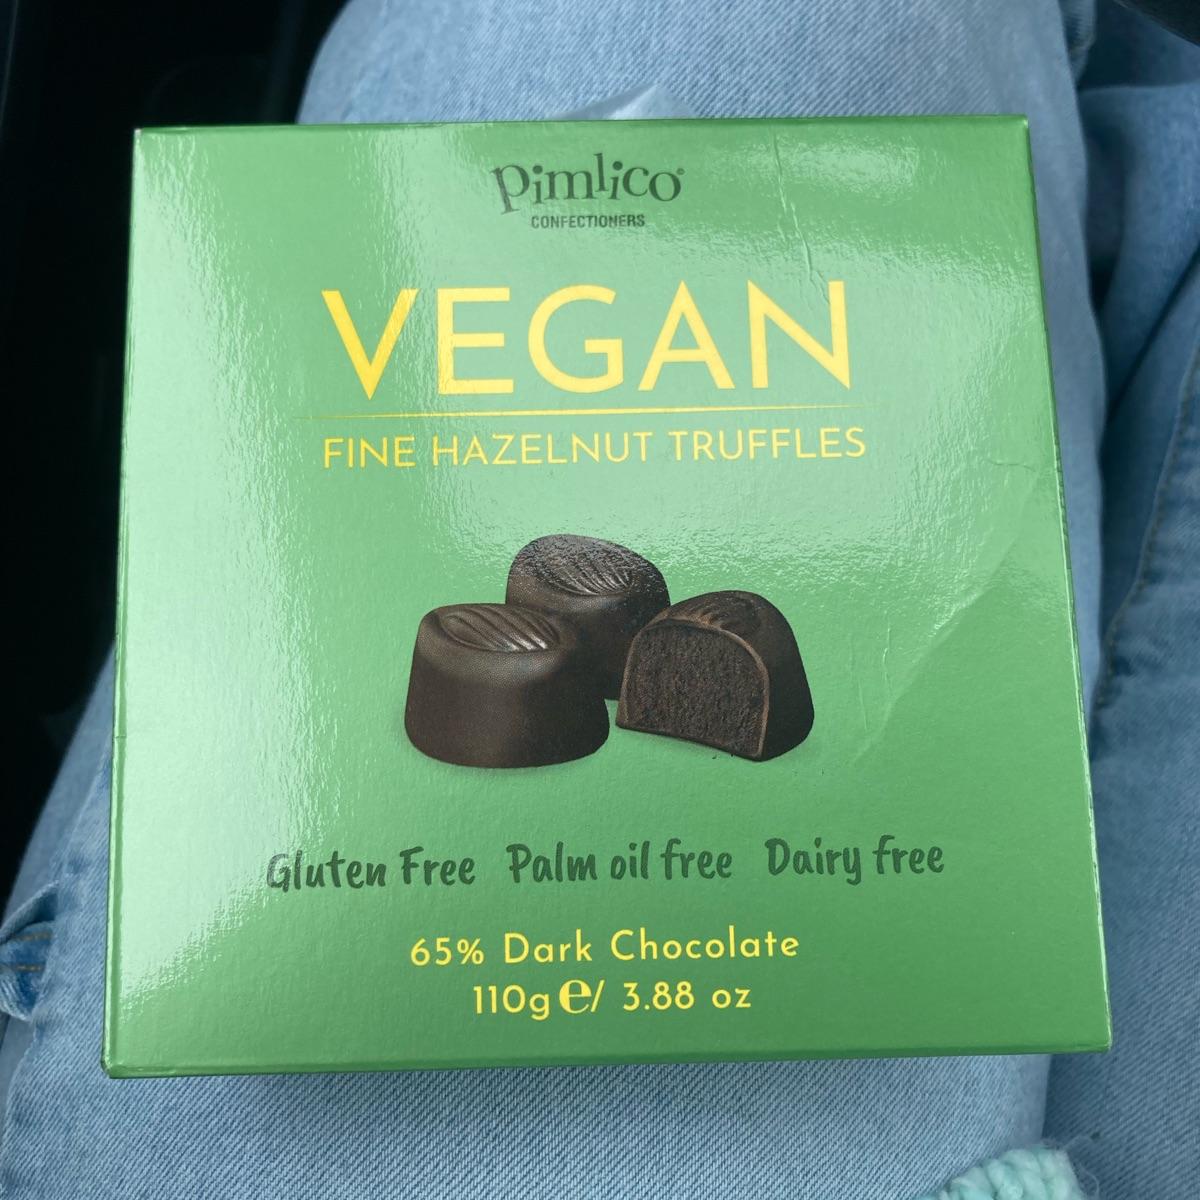 Pimlico®
CONFECTIONERS
VEGAN
FINE HAZELNUT TRUFFLES
Gluten Free Palm oil free Dairy free
65% Dark Chocolate
110g e/ 3.88 oz